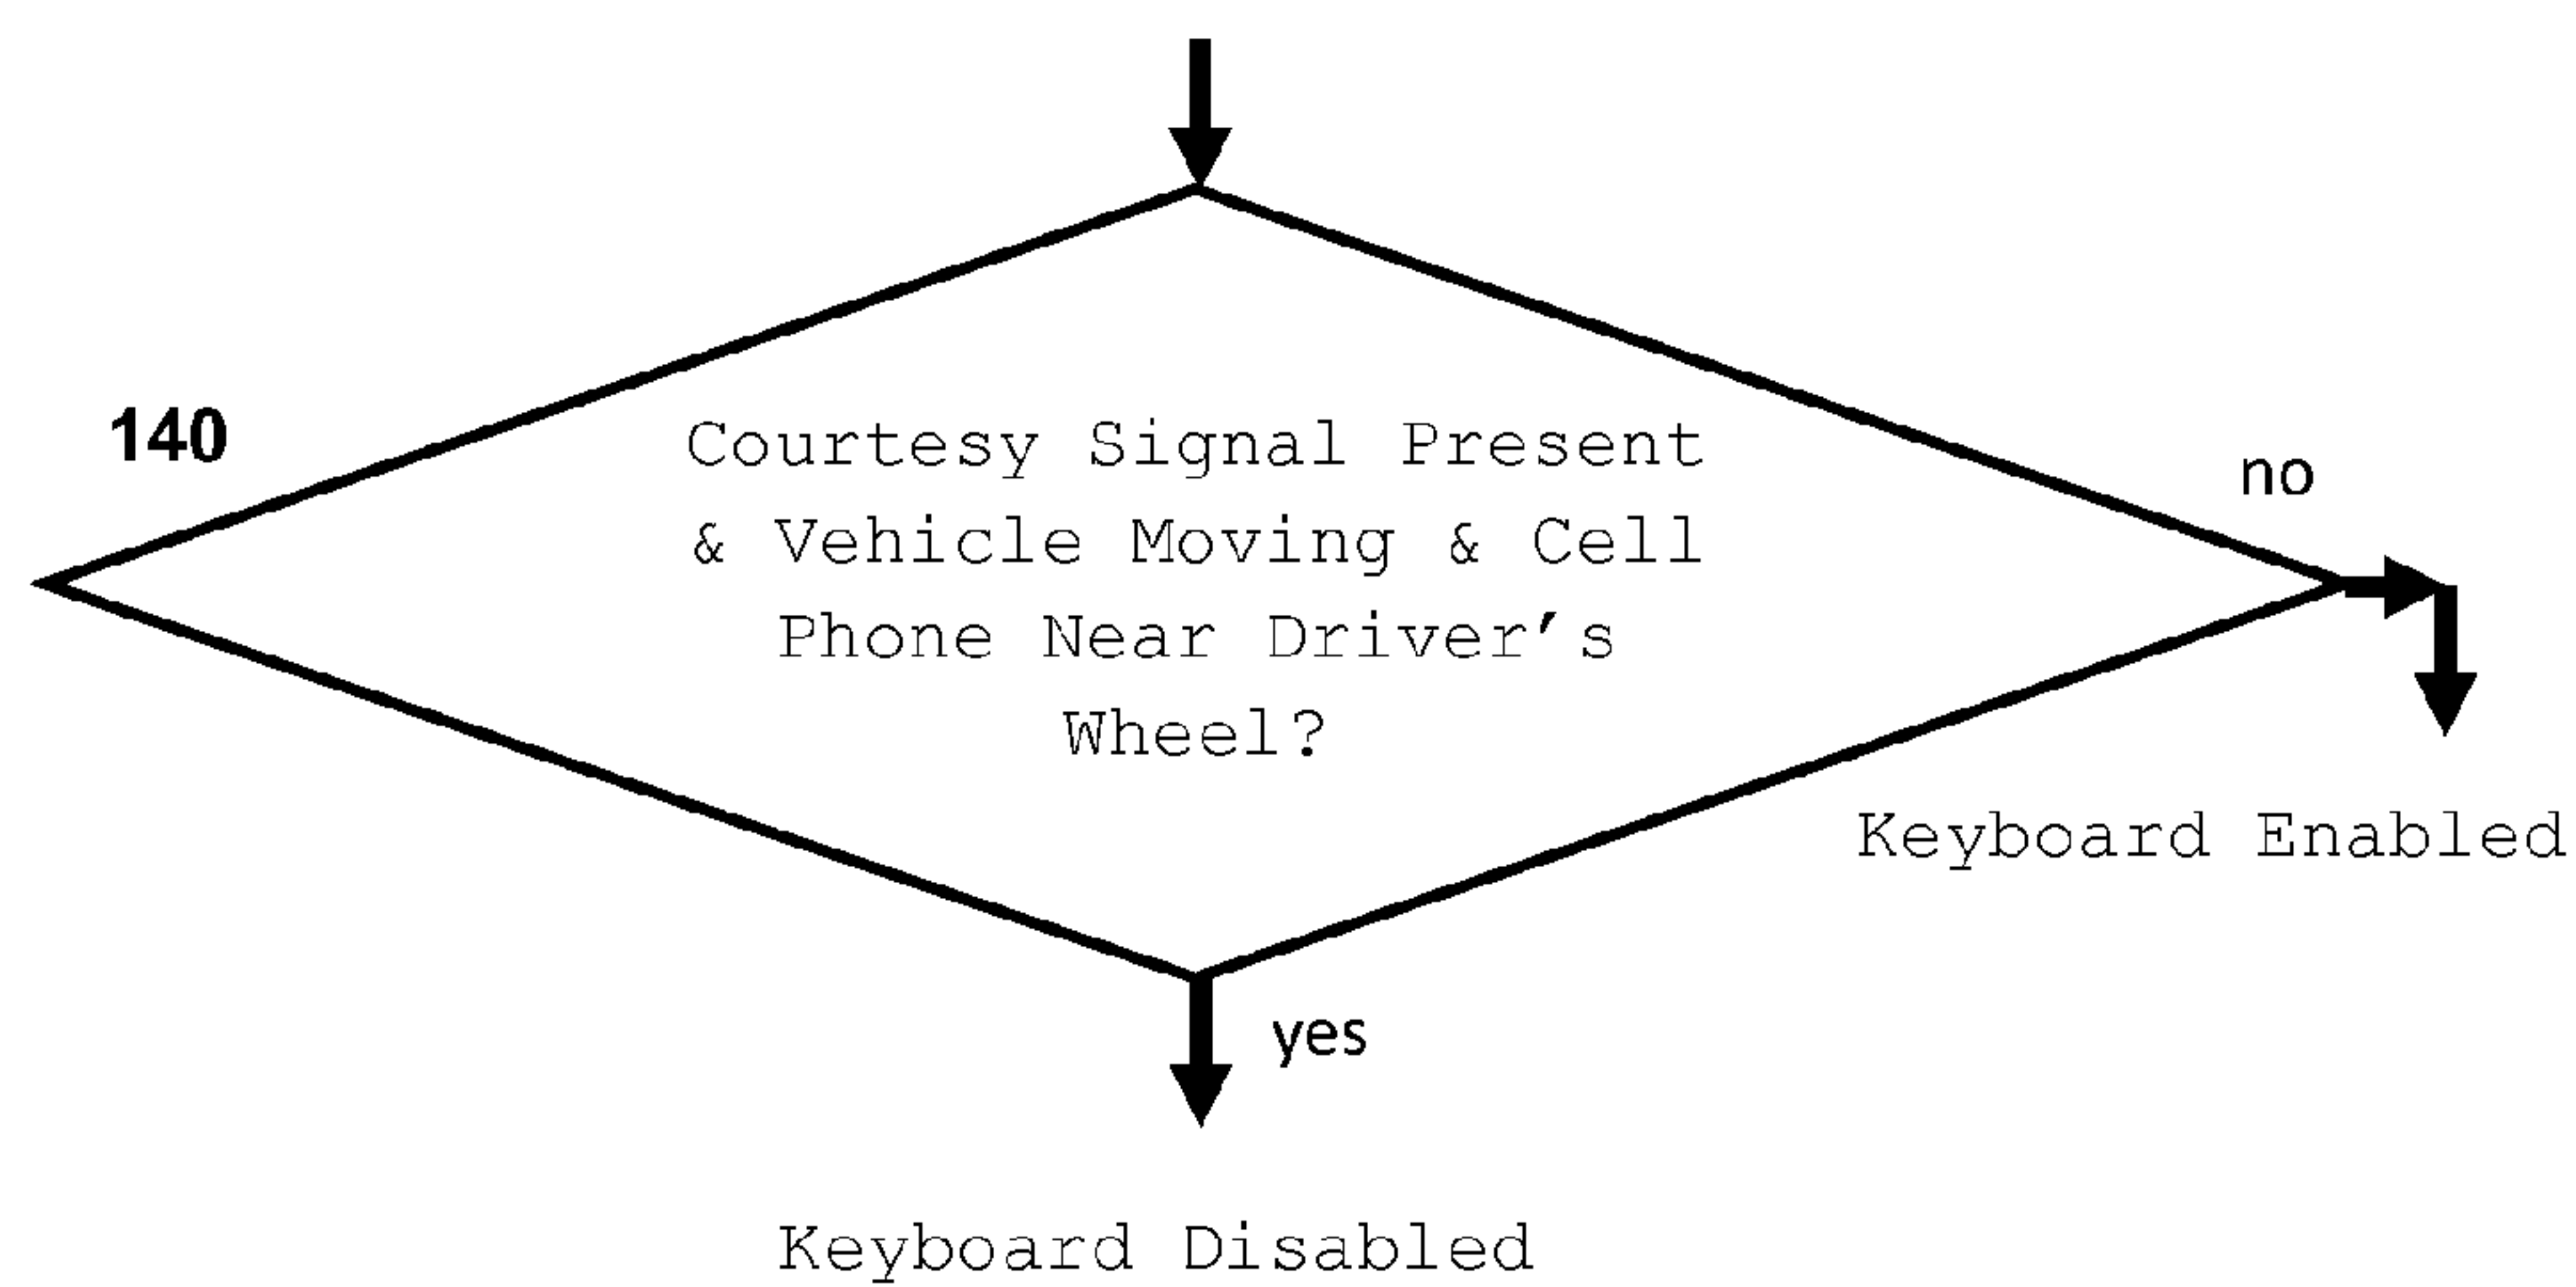 140
Courtesy Signal Present
& Vehicle Moving & Cell
Phone Near Driver’s
Wheel?
no
Keyboard Enabled
yes
Keyboard Disabled